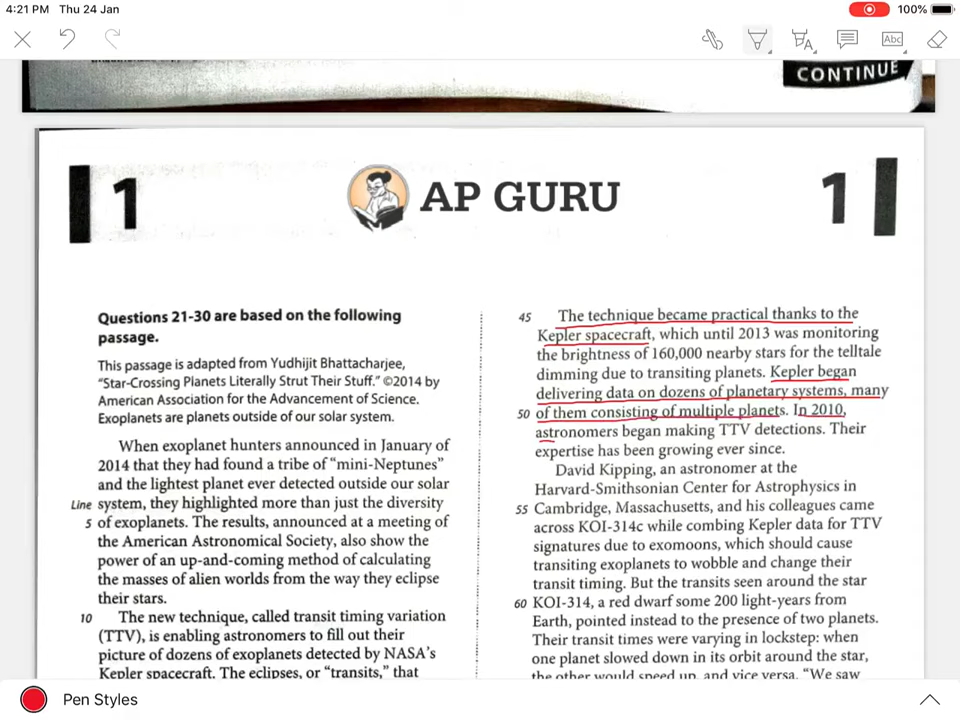 4:21 PM Thu 24 Jan
100%
Abc
CONTINUE
1
AP GURU
1
Questions 21-30 are based on the following
passage.
This passage is adapted from Yudhijit Bhattacharjee,
“Star-Crossing Planets Literally Strut Their Stuff.” ©2014 by
American Association for the Advancement of Science.
Exoplanets are planets outside of our solar system.
When exoplanet hunters announced in January of
2014 that they had found a tribe of “mini-Neptunes”
and the lightest planet ever detected outside our solar
Line system, they highlighted more than just the diversity
5 of exoplanets. The results, announced at a meeting of
the American Astronomical Society, also show the
power of an up-and-coming method of calculating
the masses of alien worlds from the way they eclipse
their stars.
10 The new technique, called transit timing variation
(TTV), is enabling astronomers to fill out their
picture of dozens of exoplanets detected by NASA’s
Kepler spacecraft. The eclipses, or “transits,” that
45 The technique became practical thanks to the
Kepler spacecraft, which until 2013 was monitoring
the brightness of 160,000 nearby stars for the telltale
dimming due to transiting planets. Kepler began
delivering data on dozens of planetary systems, many
50 of them consisting of multiple planets. In 2010,
astronomers began making TTV detections. Their
expertise has been growing ever since.
David Kipping, an astronomer at the
Harvard-Smithsonian Center for Astrophysics in
55 Cambridge, Massachusetts, and his colleagues came
across KOI-314c while combing Kepler data for TTV
signatures due to exomoons, which should cause
transiting exoplanets to wobble and change their
transit timing. But the transits seen around the star
60 KOI-314, a red dwarf some 200 light-years from
Earth, pointed instead to the presence of two planets.
Their transit times were varying in lockstep: when
one planet slowed down in its orbit around the star,
the other would speed up, and vice versa. “We saw
Pen Styles